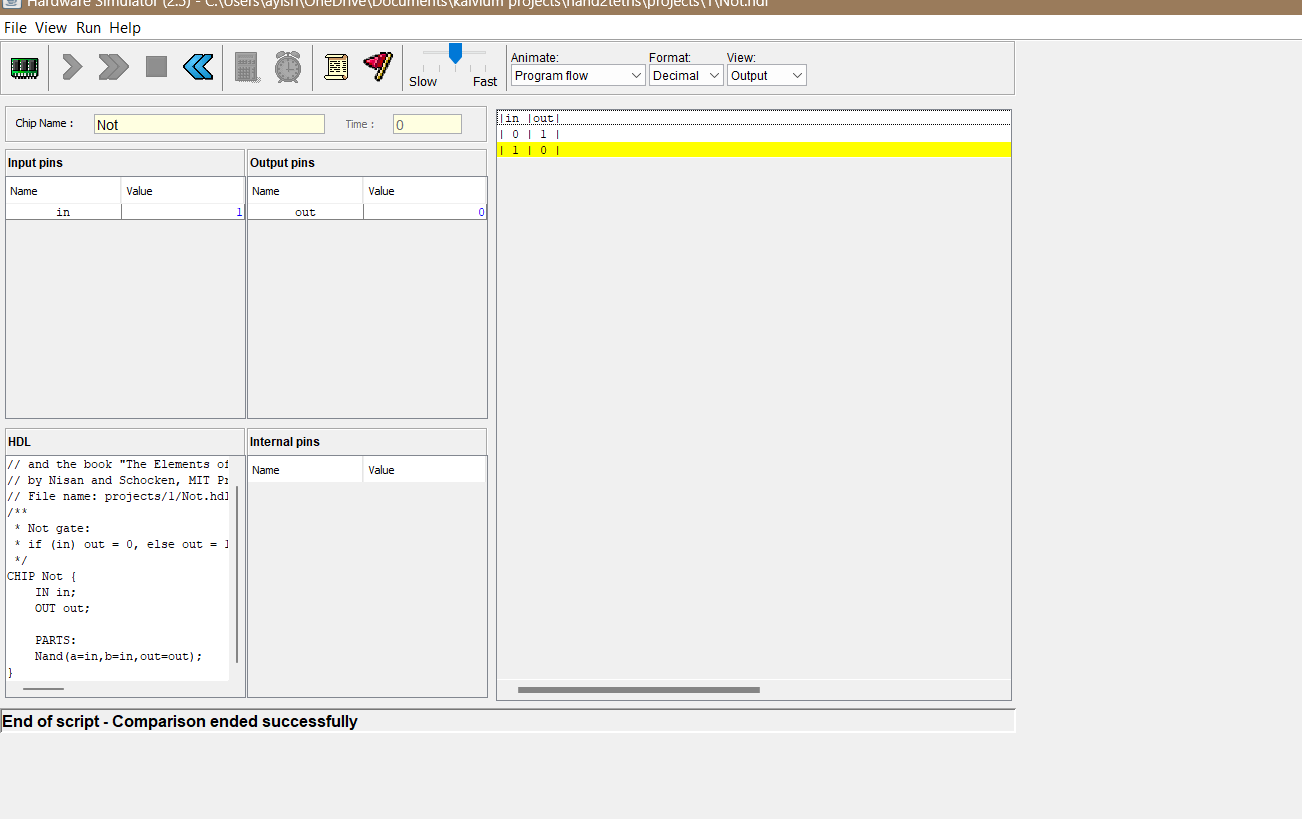 Hardware Simulator (2.5) - C:\Users\ayish\OneDrive\Documents\kalvium projects\nand2tetris\projects\1\Not.hdl
File View Run Help
Animate: Format: View:
Slow Fast Program flow Decimal Output
Chip Name : Not Time : 0
Input pins
Name Value
in 1
Output pins
Name Value
out 0
|in |out|
| 0 | 1 |
| 1 | 0 |
HDL
// and the book "The Elements of
// by Nisan and Schocken, MIT Pr
// File name: projects/1/Not.hdl
/**
* Not gate:
* if (in) out = 0, else out = 1
*/
CHIP Not {
IN in;
OUT out;
PARTS:
Nand(a=in,b=in,out=out);
}
Internal pins
Name Value
End of script - Comparison ended successfully